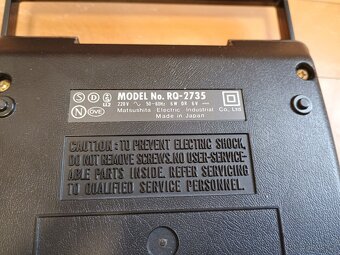 S D
MODEL No. RQ-2735
220V ~ 50-60Hz 6W OR 6V
Matsushita Electric Industrial Co., Ltd.
N ÖVE
Made in Japan
CAUTION: TO PREVENT ELECTRIC SHOCK,
DO NOT REMOVE SCREWS. NO USER-SERVICE-
ABLE PARTS INSIDE. REFER SERVICING
TO QUALIFIED SERVICE PERSONNEL.